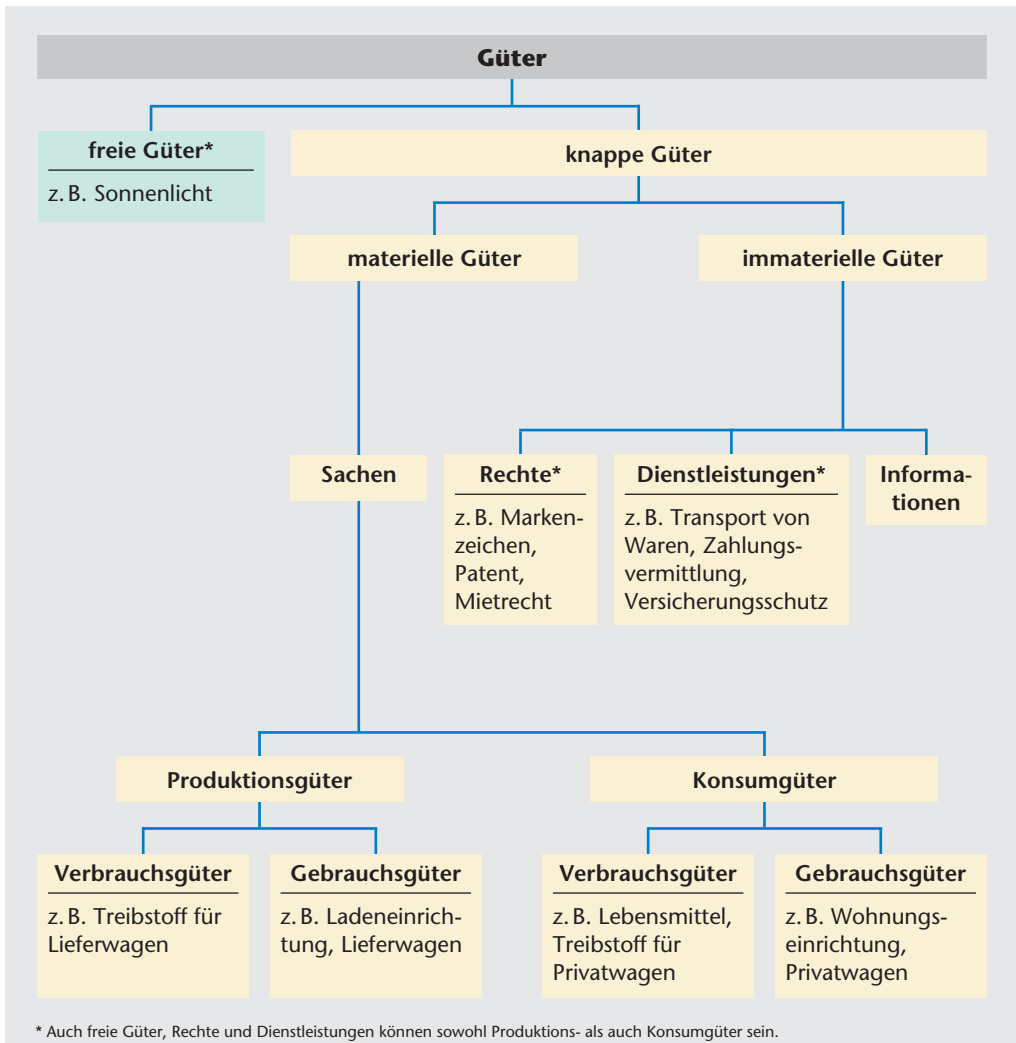 Güter
freie Güter*
z. B. Sonnenlicht
knappe Güter
materielle Güter
immaterielle Güter
Sachen
Rechte*
z. B. Marken-
zeichen,
Patent,
Mietrecht
Dienstleistungen*
z. B. Transport von
Waren, Zahlungs-
vermittlung,
Versicherungsschutz
Informa-
tionen
Produktionsgüter
Konsumgüter
Verbrauchsgüter
z. B. Treibstoff für
Lieferwagen
Gebrauchsgüter
z. B. Ladeneinrich-
tung, Lieferwagen
Verbrauchsgüter
z. B. Lebensmittel,
Treibstoff für
Privatwagen
Gebrauchsgüter
z. B. Wohnungs-
einrichtung,
Privatwagen
* Auch freie Güter, Rechte und Dienstleistungen können sowohl Produktions- als auch Konsumgüter sein.